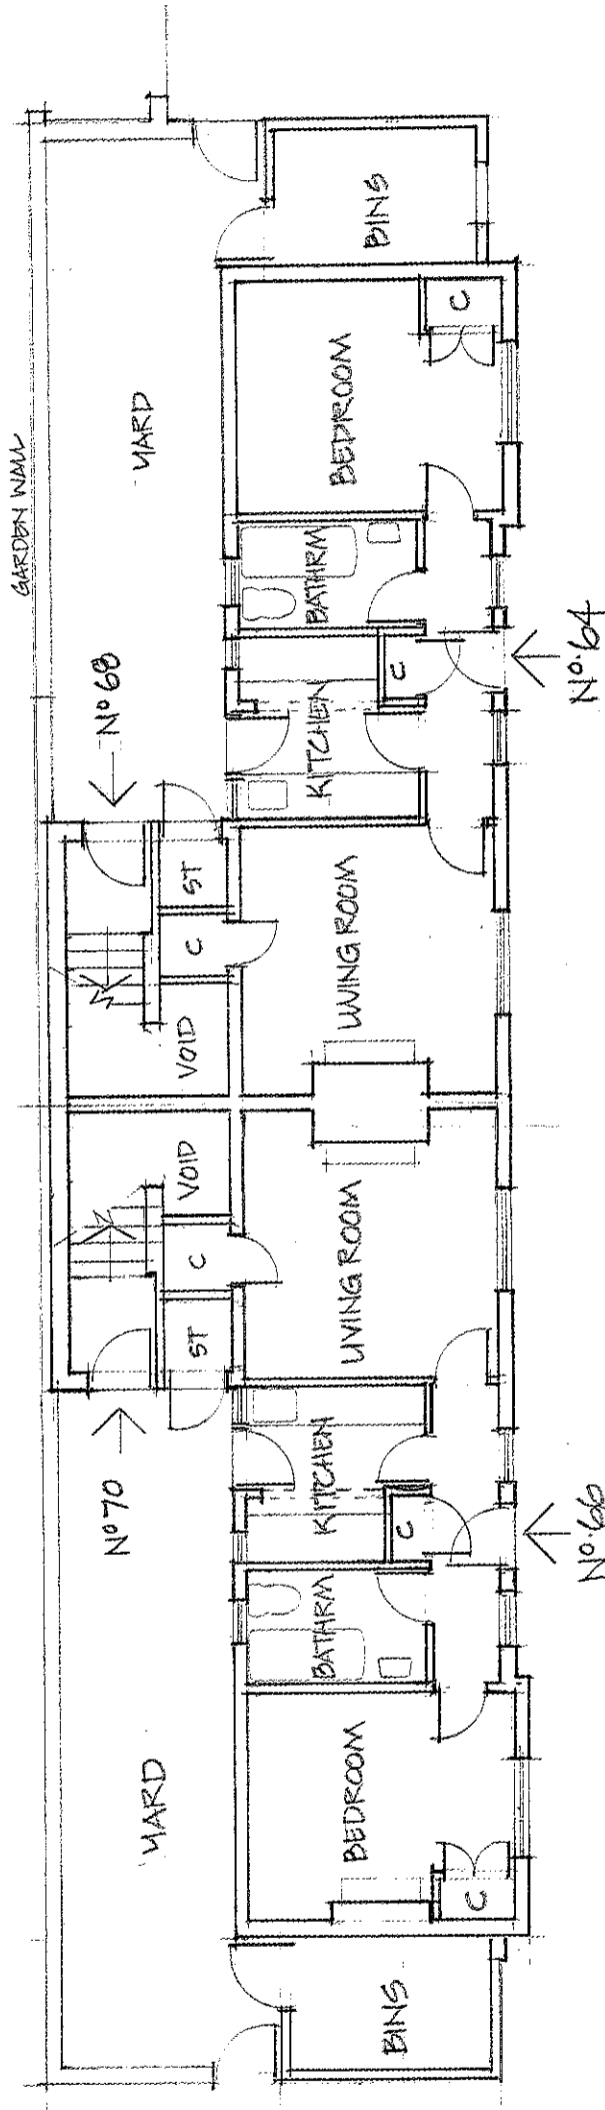 GARDEN WALL
YARD
YARD
Nº 70
Nº 68
ST
C
VOID
VOID
C
ST
BINS
BEDROOM
C
BATHRM
KITCHEN
C
LIVING ROOM
LIVING ROOM
KITCHEN
C
BATHRM
BEDROOM
C
BINS
Nº. 66
Nº. 64